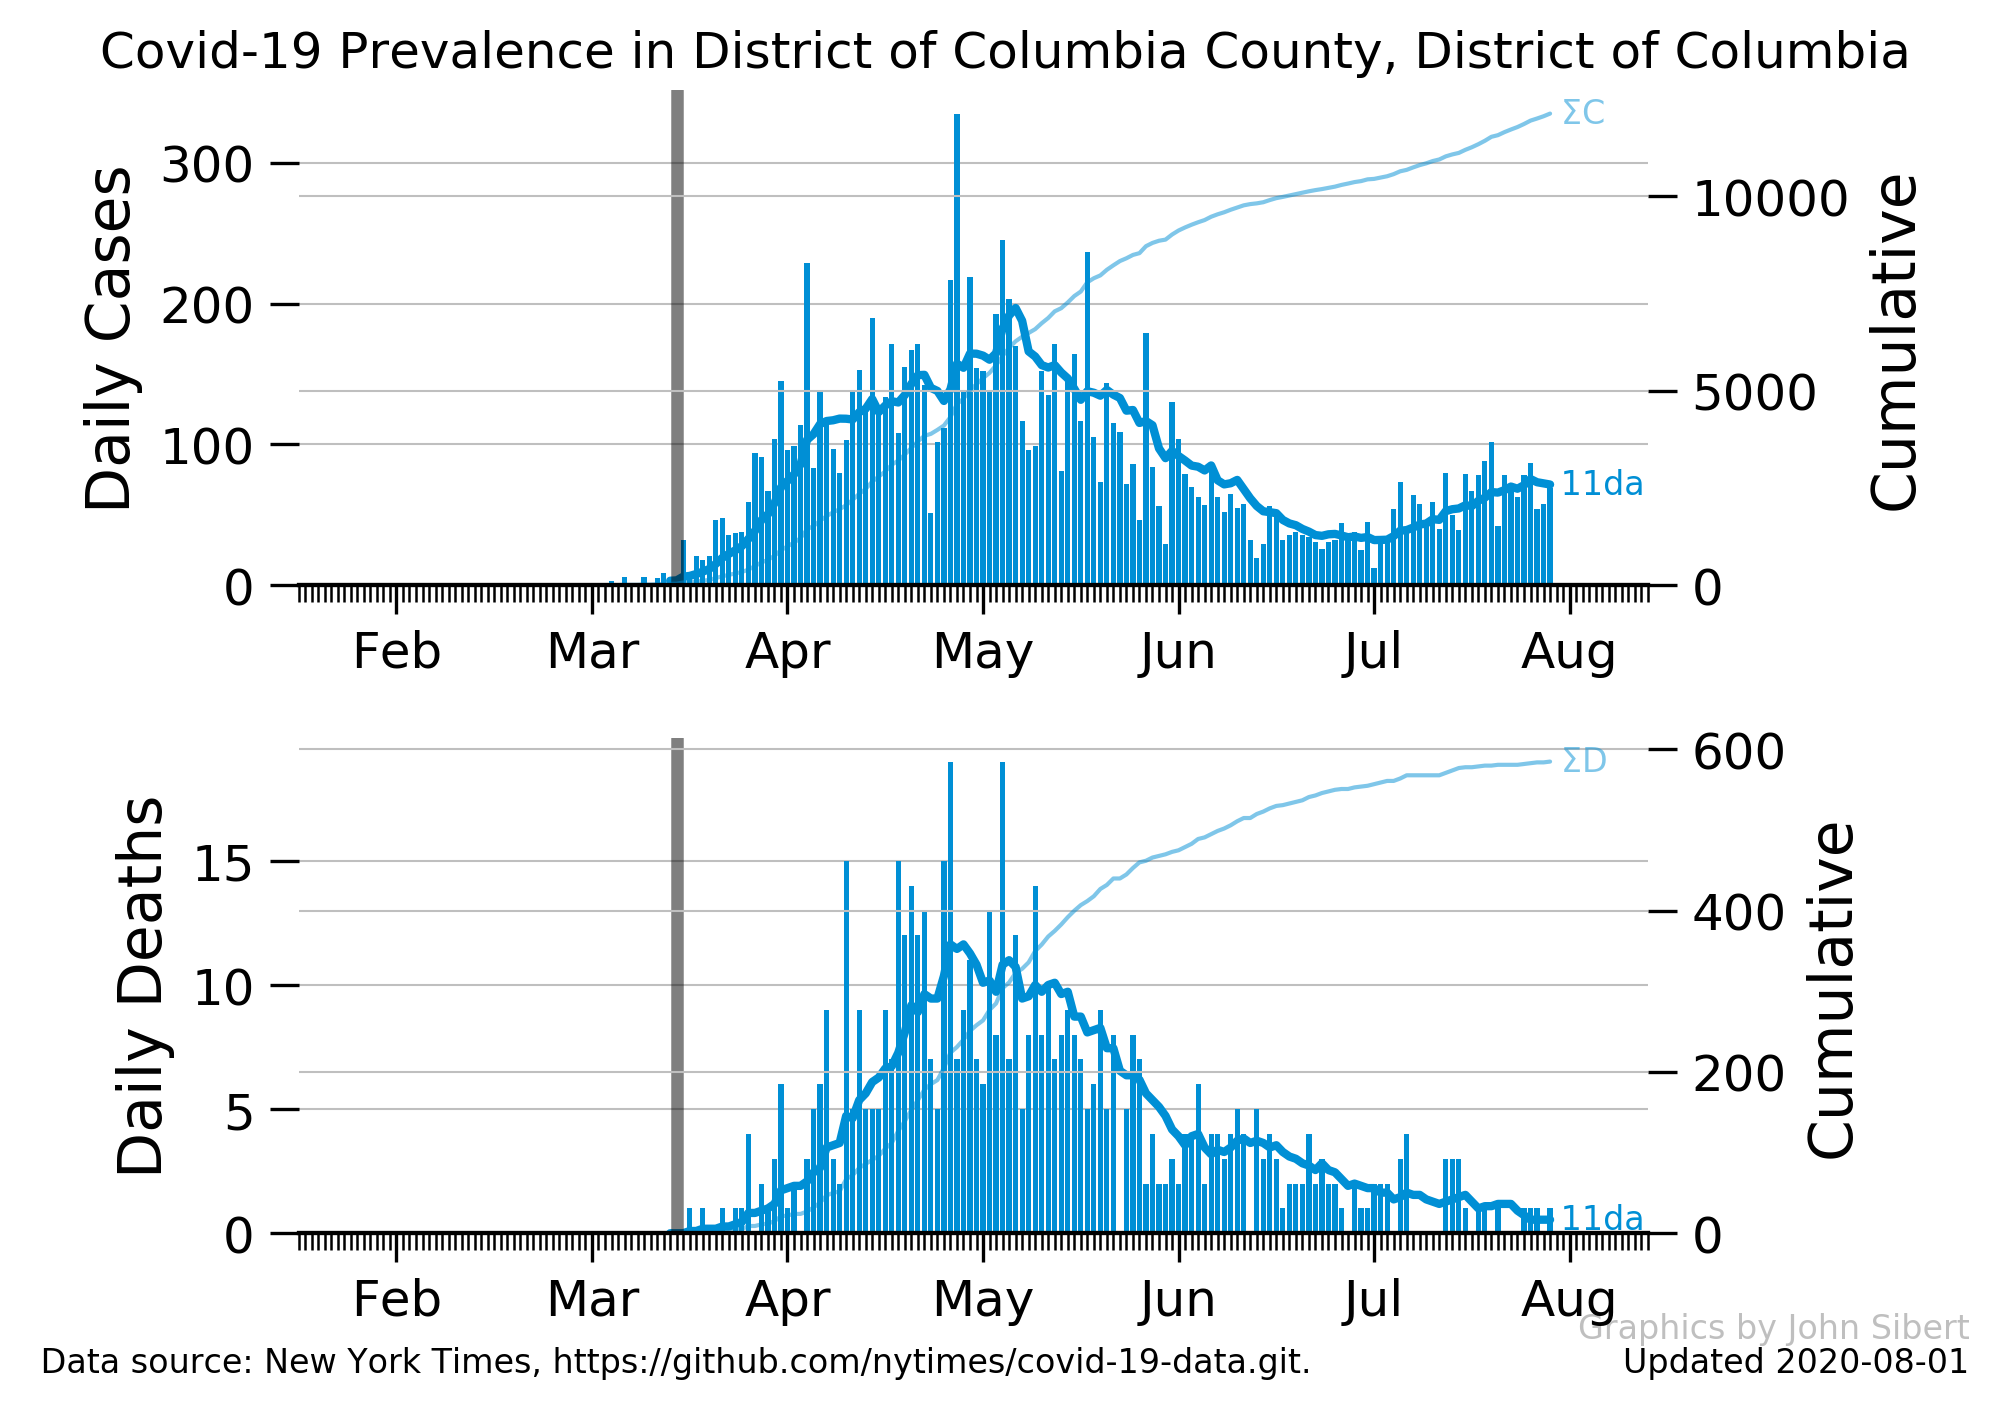 Covid-19 Prevalence in District of Columbia County, District of Columbia
Daily Cases
300
200
100
0
ΣC
11da
10000
5000
0
Cumulative
Feb Mar Apr May Jun Jul Aug
Daily Deaths
15
10
5
0
ΣD
11da
600
400
200
0
Cumulative
Feb Mar Apr May Jun Jul Aug
Graphics by John Sibert
Data source: New York Times, https://github.com/nytimes/covid-19-data.git.
Updated 2020-08-01